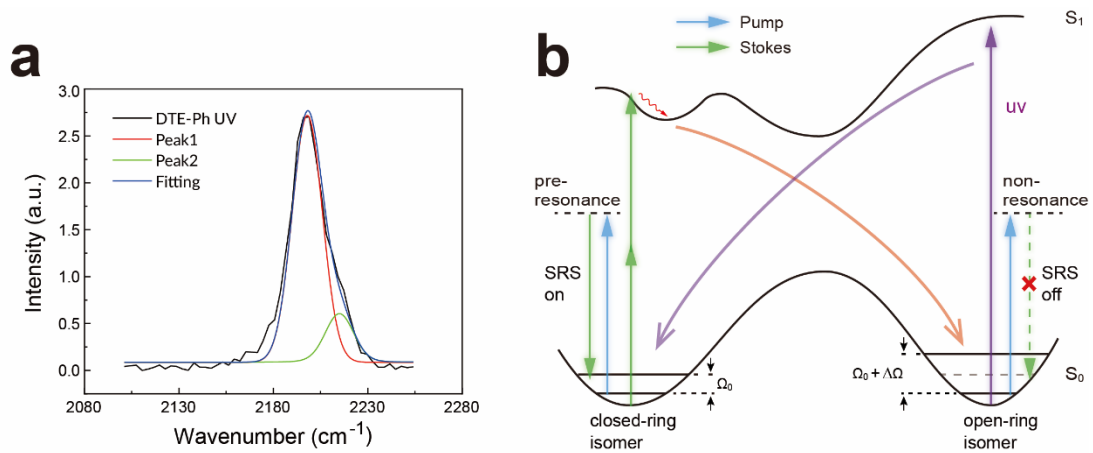 a
3.0
2.5
2.0
1.5
1.0
0.5
0.0
Intensity (a.u.)
DTE-Ph UV
Peak1
Peak2
Fitting
2080
2130
2180
2230
2280
Wavenumber (cm⁻¹)
b
Pump
Stokes
S₁
uv
pre-
resonance
non-
resonance
SRS
on
SRS
off
Ω₀
Ω₀ + ΔΩ
S₀
closed-ring
isomer
open-ring
isomer